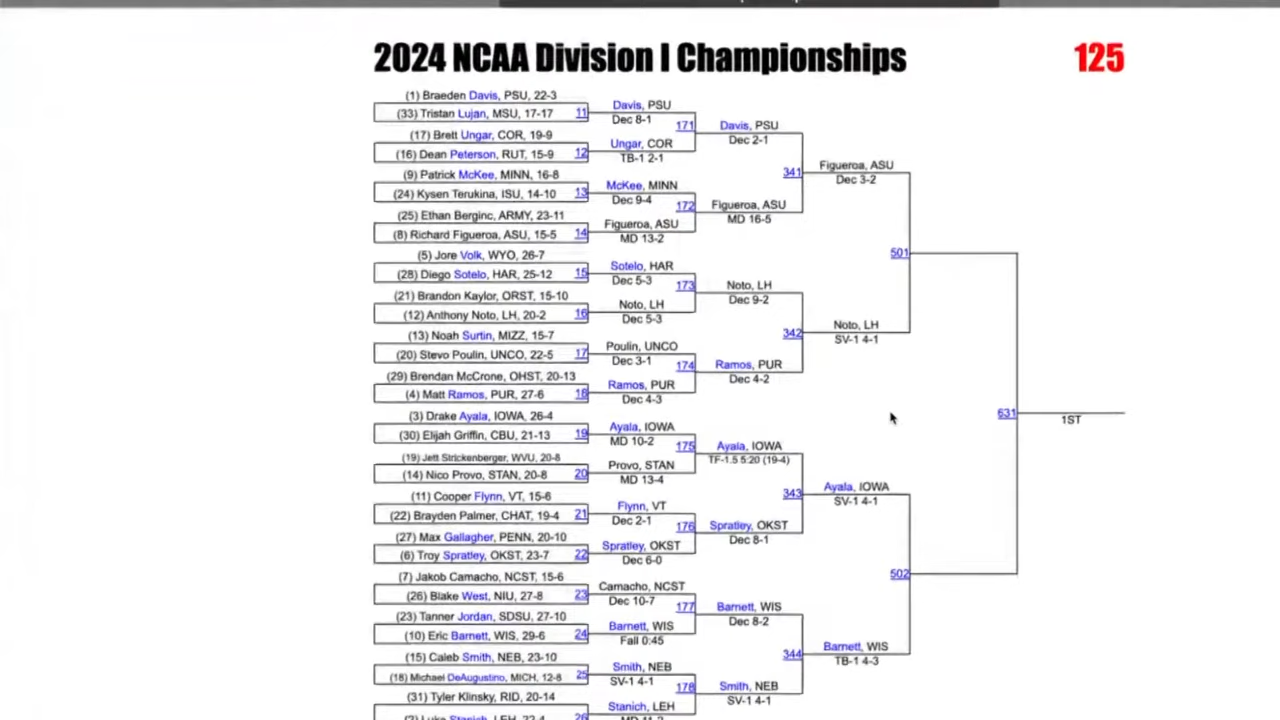 2024 NCAA Division I Championships
125
(1) Braeden Davis, PSU, 22-3
(33) Tristan Lujan, MSU, 17-17
11
(17) Brett Ungar, COR, 19-9
(16) Dean Peterson, RUT, 15-9
12
(9) Patrick McKee, MINN, 16-8
(24) Kysen Terukina, ISU, 14-10
13
(25) Ethan Berginc, ARMY, 23-11
(8) Richard Figueroa, ASU, 15-5
14
(5) Jore Volk, WYO, 26-7
(28) Diego Sotelo, HAR, 25-12
15
(21) Brandon Kaylor, ORST, 15-10
(12) Anthony Noto, LH, 20-2
16
(13) Noah Surtin, MIZZ, 15-7
(20) Stevo Poulin, UNCO, 22-5
17
(29) Brendan McCrone, OHST, 20-13
(4) Matt Ramos, PUR, 27-6
18
(3) Drake Ayala, IOWA, 26-4
(30) Elijah Griffin, CBU, 21-13
19
(19) Jett Strickenberger, WVU, 20-8
(14) Nico Provo, STAN, 20-8
20
(11) Cooper Flynn, VT, 15-6
(22) Brayden Palmer, CHAT, 19-4
21
(27) Max Gallagher, PENN, 20-10
(6) Troy Spratley, OKST, 23-7
22
(7) Jakob Camacho, NCST, 15-6
(26) Blake West, NIU, 27-8
23
(23) Tanner Jordan, SDSU, 27-10
(10) Eric Barnett, WIS, 29-6
24
(15) Caleb Smith, NEB, 23-10
(18) Michael DeAugustino, MICH, 12-8
25
(31) Tyler Klinsky, RID, 20-14
(2) Luke Stanich, LEH, 22-4
26
Davis, PSU
Dec 8-1
171
Ungar, COR
TB-1 2-1
McKee, MINN
Dec 9-4
172
Figueroa, ASU
MD 13-2
Sotelo, HAR
Dec 5-3
173
Noto, LH
Dec 5-3
Poulin, UNCO
Dec 3-1
174
Ramos, PUR
Dec 4-3
Ayala, IOWA
MD 10-2
175
Provo, STAN
MD 13-4
Flynn, VT
Dec 2-1
176
Spratley, OKST
Dec 6-0
Camacho, NCST
Dec 10-7
177
Barnett, WIS
Fall 0:45
Smith, NEB
SV-1 4-1
178
Stanich, LEH
Davis, PSU
Dec 2-1
341
Figueroa, ASU
MD 16-5
Noto, LH
Dec 9-2
342
Ramos, PUR
Dec 4-2
Ayala, IOWA
TF-1.5 5:20 (19-4)
343
Spratley, OKST
Dec 8-1
Barnett, WIS
Dec 8-2
344
Smith, NEB
SV-1 4-1
Figueroa, ASU
Dec 3-2
501
Noto, LH
SV-1 4-1
Ayala, IOWA
SV-1 4-1
502
Barnett, WIS
TB-1 4-3
631
1ST